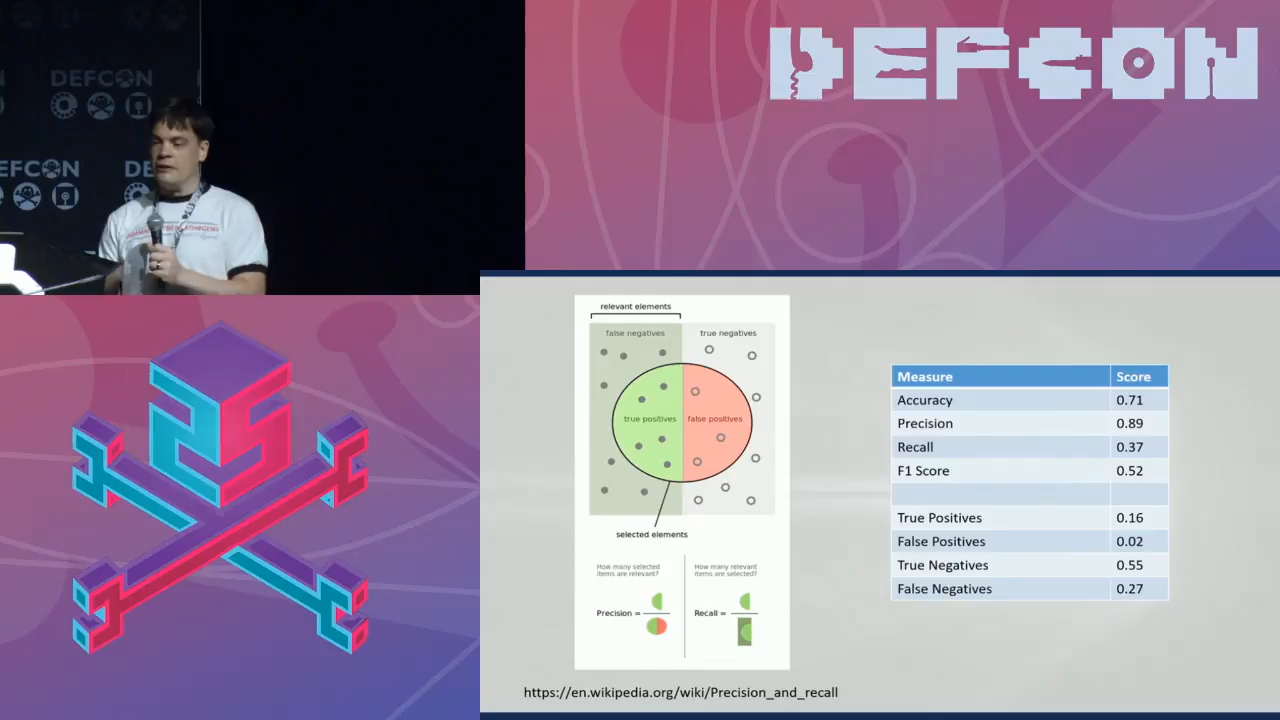 DEFCON
DEFCON
EFCON
DE
relevant elements
false negatives
true negatives
true positives
false positives
selected elements
How many selected
items are relevant?
How many relevant
items are selected?
Precision =
Recall =
Measure Score
Accuracy 0.71
Precision 0.89
Recall 0.37
F1 Score 0.52
True Positives 0.16
False Positives 0.02
True Negatives 0.55
False Negatives 0.27
https://en.wikipedia.org/wiki/Precision_and_recall